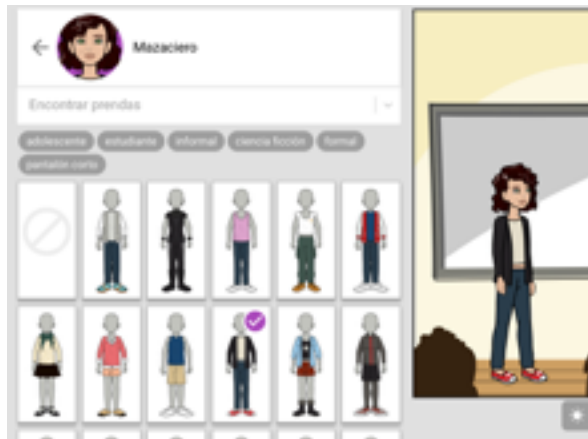 Mazaciero
Encontrar prendas
adolescente estudiante informal ciencia ficción formal
pantalón corto